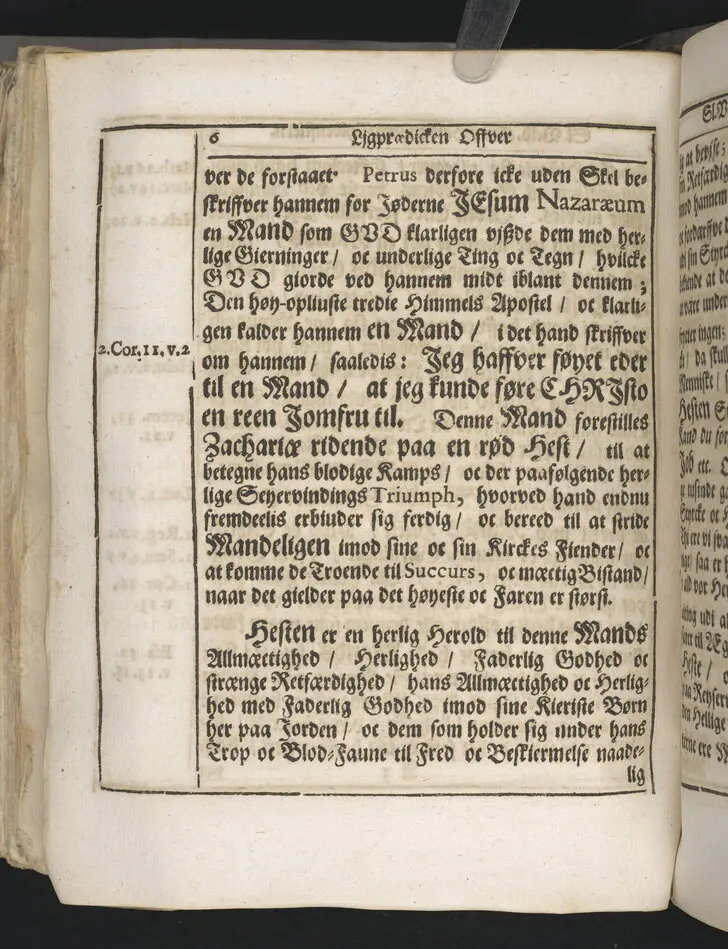 6 Ljgprædicken Offver
ver de forstaaet· Petrus derfore icke uden Skel be-
skriffver hannem for Jøderne JEsum Nazaræum
en Mand som GVD klarligen vjßde dem med her-
lige Gierninger / oc underlige Ting oc Tegn / hvilcke
GVD giorde ved hannem midt iblant dennem ;
Den høy-opliuste tredie Himmels Apostel / oc klarli-
gen kalder hannem en Mand / i det hand skriffver
2.Cor.11.v.2
om hannem / saaledis : Jeg haffver føyet eder
til en Mand / at jeg kunde føre CHRJsto
en reen Jomfru til. Denne Mand forestilles
Zachariæ ridende paa en rød Hest / til at
betegne hans blodige Kamps / oc der paafølgende her-
lige Seyervindings Triumph, hvorved hand endnu
fremdeelis erbiuder sig ferdig / oc bereed til at stride
Mandeligen imod sine oc sin Kirckes Fiender / oc
at komme de Troende til Succurs, oc mæctig Bistand /
naar det gielder paa det høyeste oc Faren er størst.
Hesten er en herlig Herold til denne Mands
Allmæctighed / Herlighed / Faderlig Godhed oc
strænge Retfærdighed / hans Allmæctighed oc Herlig-
hed med Faderlig Godhed imod sine Kieriste Børn
her paa Jorden / oc dem som holder sig under hans
Trop oc Blod-Faune til Fred oc Beskiermelse naade-
lig